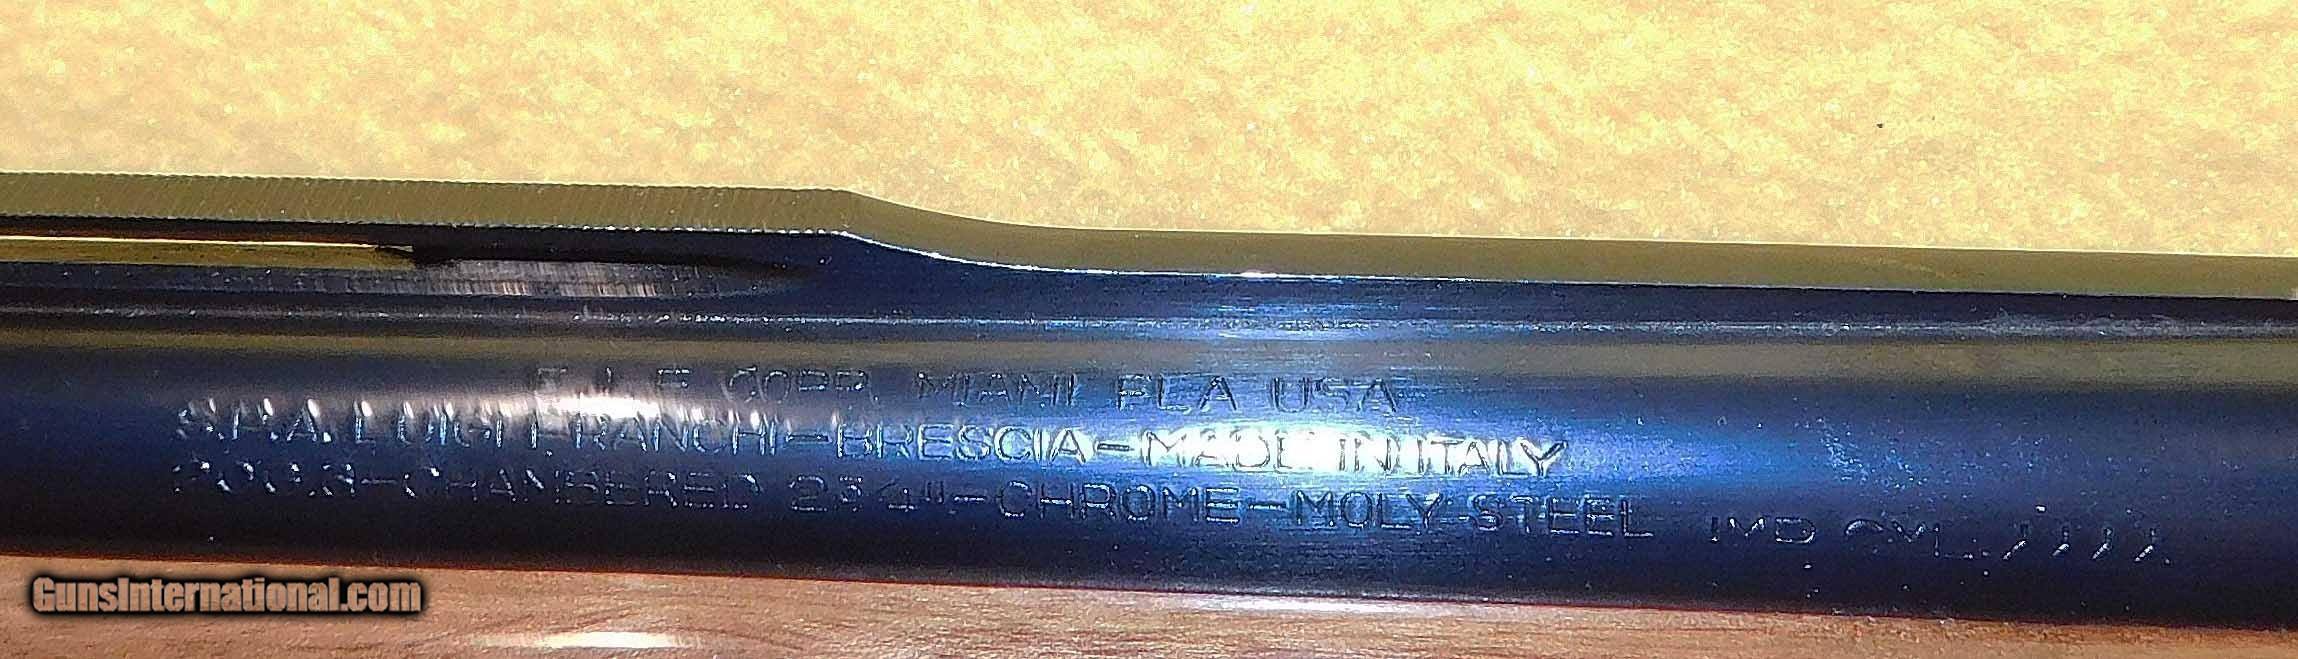 F.I.E. CORP. MIAMI FLA USA
S.P.A. LUIGI FRANCHI-BRESCIA-MADE IN ITALY
20GA-CHAMBERED 2 3/4"-CHROME-MOLY STEEL IMP. CYL.
GunsInternational.com